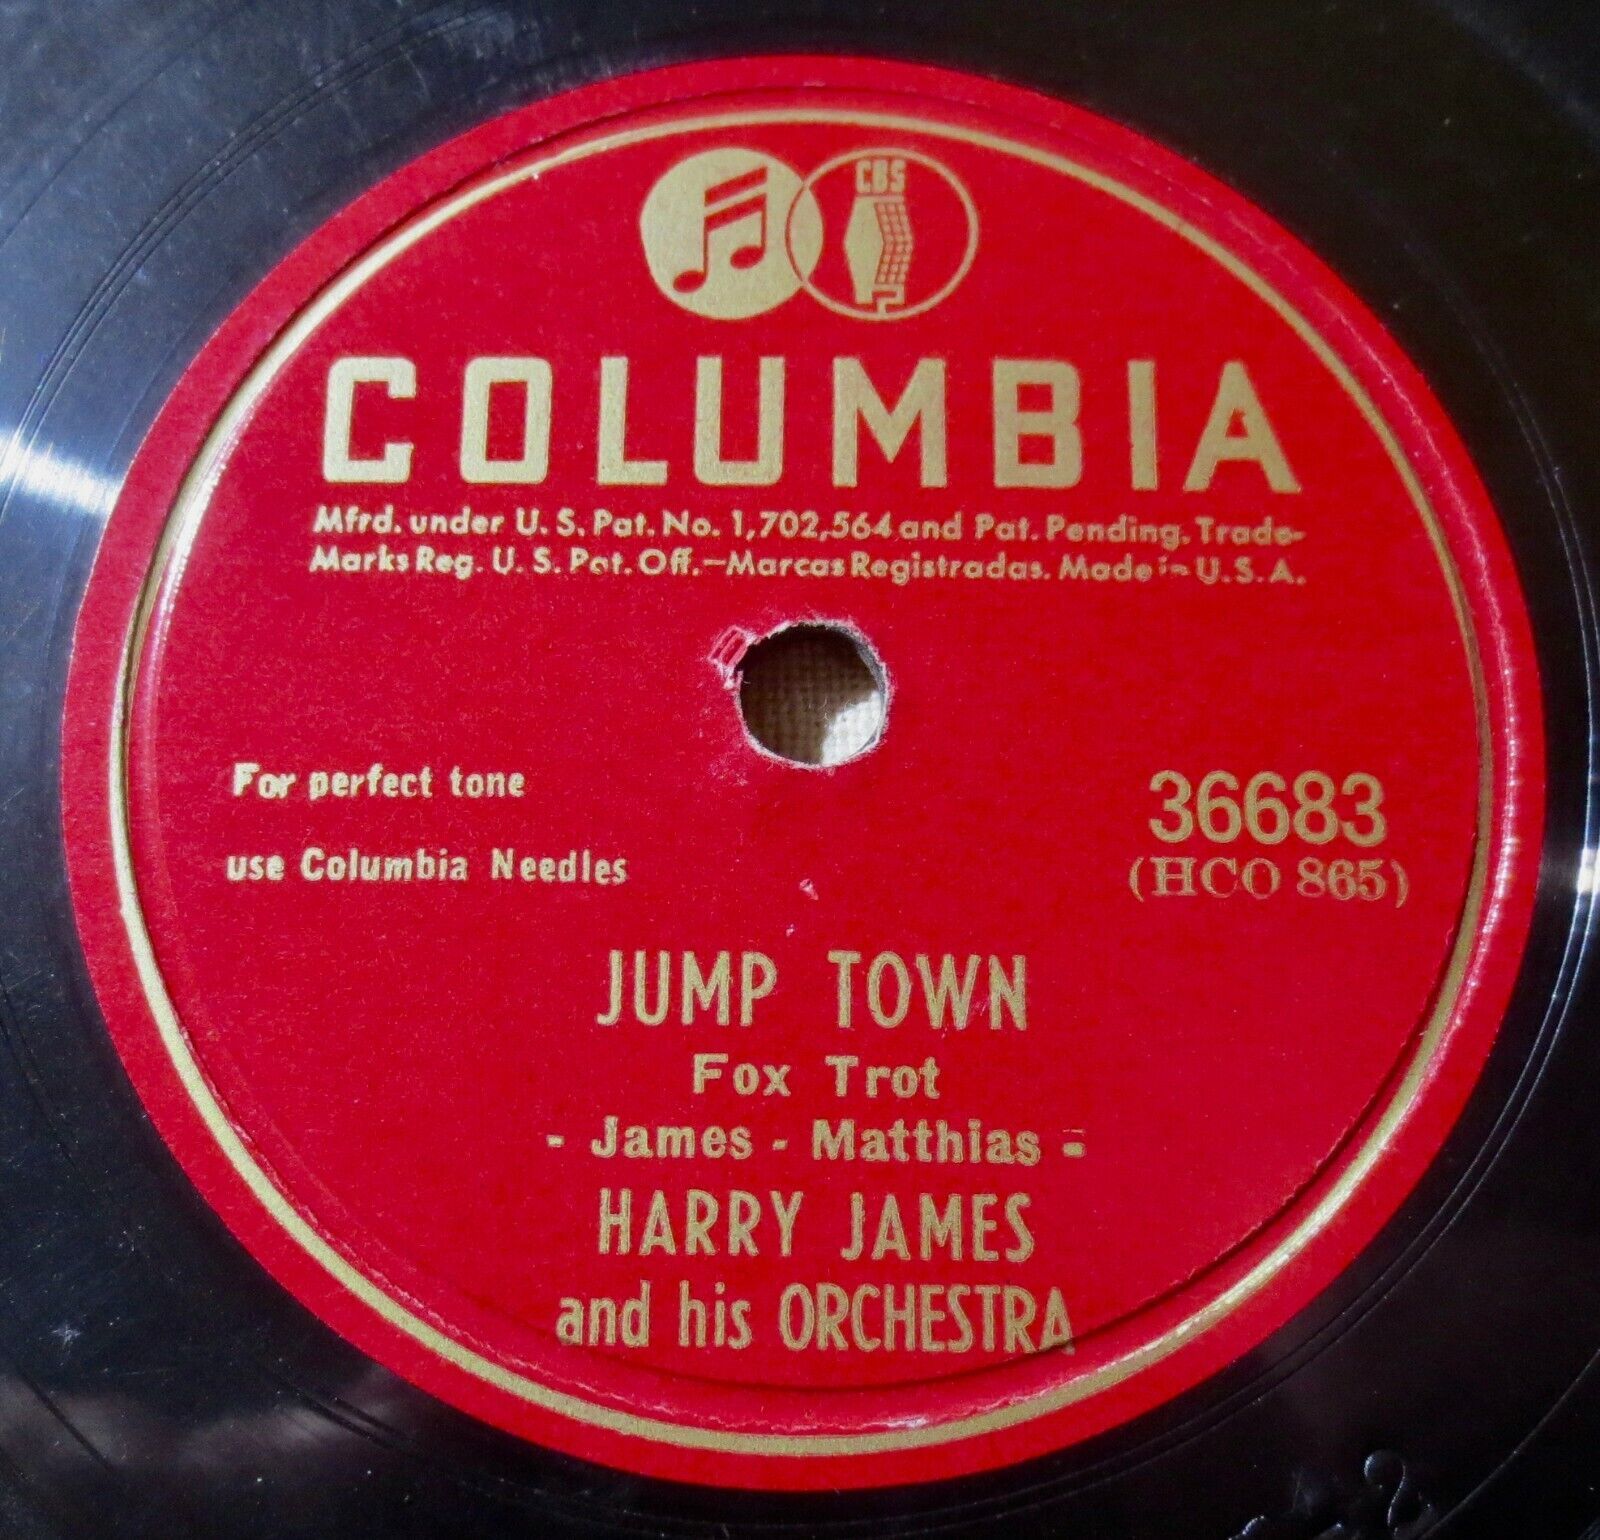 CBS
COLUMBIA
Mfrd. under U. S. Pat. No. 1,702,564 and Pat. Pending. Trade-
Marks Reg. U. S. Pat. Off.—Marcas Registradas. Made in U. S. A.
For perfect tone
use Columbia Needles
36683
(HCO 865)
JUMP TOWN
Fox Trot
- James - Matthias -
HARRY JAMES
and his ORCHESTRA